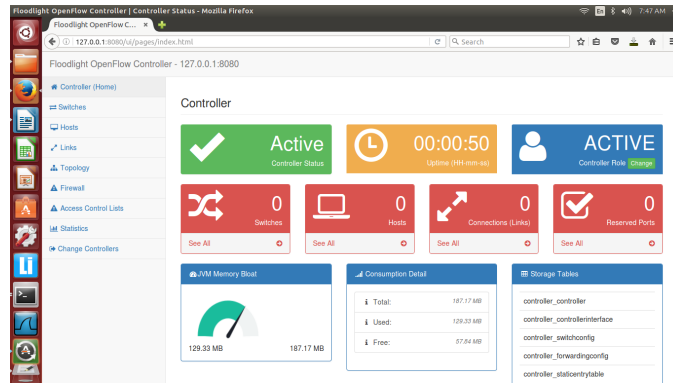 Floodlight OpenFlow Controller | Controller Status - Mozilla Firefox
En
7:47 AM
Floodlight OpenFlow C... ×
127.0.0.1:8080/ui/pages/index.html
Search
Floodlight OpenFlow Controller - 127.0.0.1:8080
Controller (Home)
Switches
Hosts
Links
Topology
Firewall
Access Control Lists
Statistics
Change Controllers
Controller
Active
Controller Status
00:00:50
Uptime (HH-mm-ss)
ACTIVE
Controller Role Change
0
Switches
See All
0
Hosts
See All
0
Connections (Links)
See All
0
Reserved Ports
See All
JVM Memory Bloat
129.33 MB 187.17 MB
Consumption Detail
Total: 187.17 MB
Used: 129.33 MB
Free: 57.84 MB
Storage Tables
controller_controller
controller_controllerinterface
controller_switchconfig
controller_forwardingconfig
controller_staticentrytable